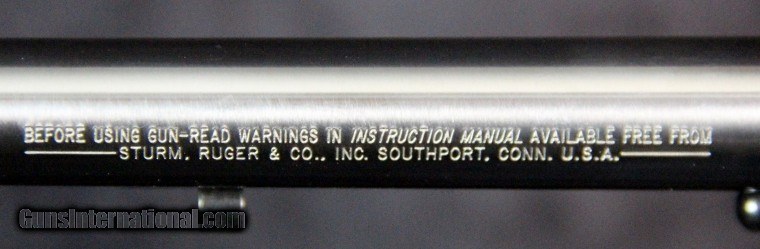 BEFORE USING GUN-READ WARNINGS IN INSTRUCTION MANUAL AVAILABLE FREE FROM
STURM, RUGER & CO., INC. SOUTHPORT, CONN. U.S.A.
GunsInternational.com